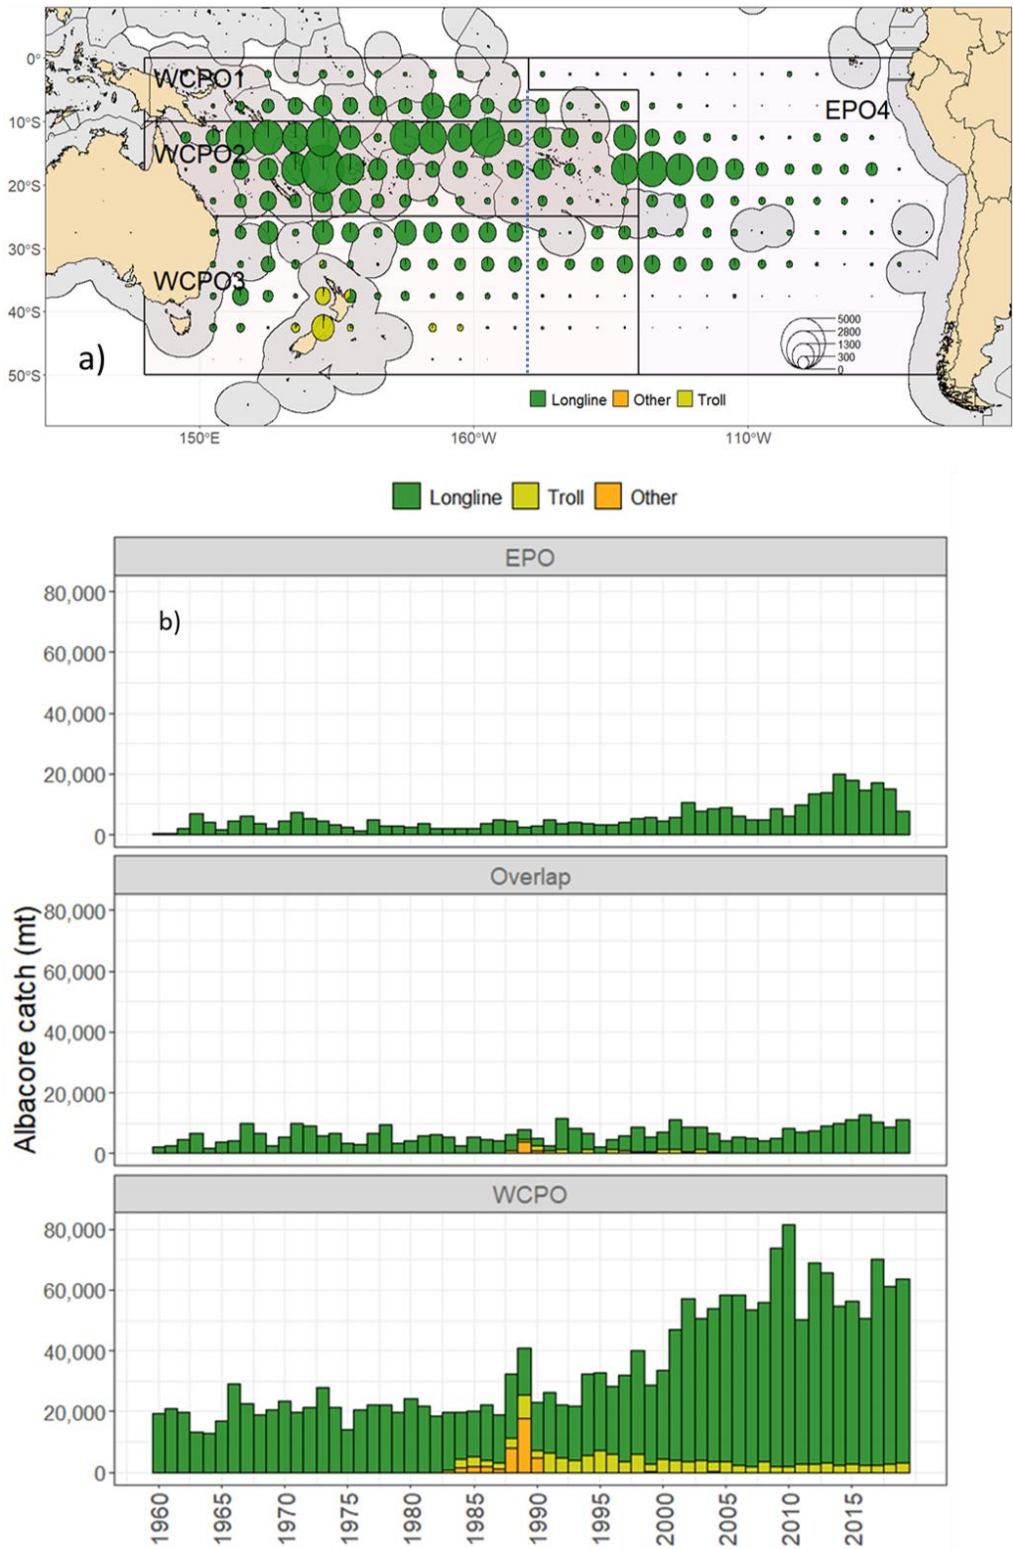 0°
10°S
20°S
30°S
40°S
50°S
WCPO1
WCPO2
WCPO3
EPO4
a)
5000
2800
1300
300
0
Longline Other Troll
150°E 160°W 110°W
Longline Troll Other
EPO
b)
80,000
60,000
40,000
20,000
0
Overlap
80,000
60,000
40,000
20,000
0
Albacore catch (mt)
WCPO
80,000
60,000
40,000
20,000
0
1960 1965 1970 1975 1980 1985 1990 1995 2000 2005 2010 2015